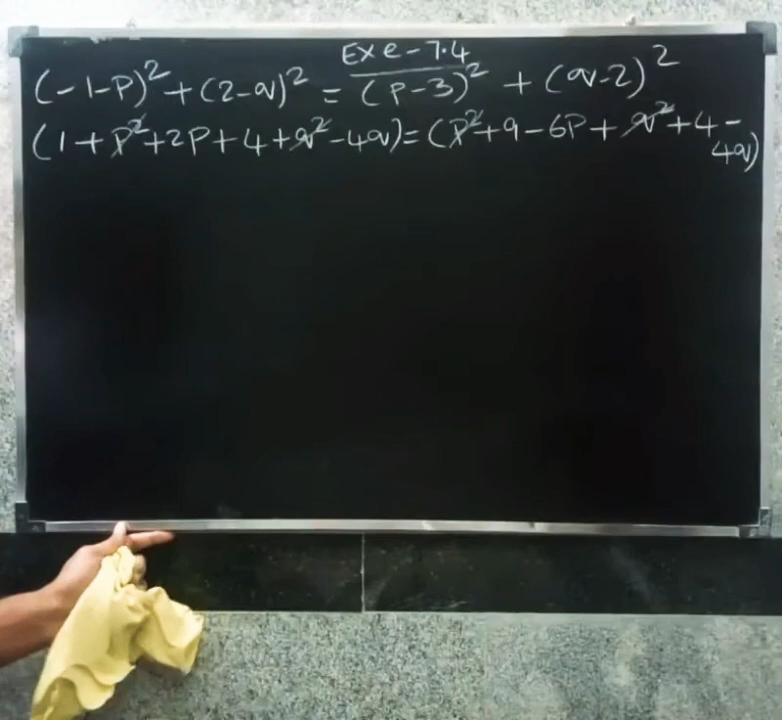 Exe-7.4
(-1-P)² + (2-q)² = (P-3)² + (q-2)²
(1+P²+2P+4+q²-4q)=(P²+9-6P+q²+4-
4q)